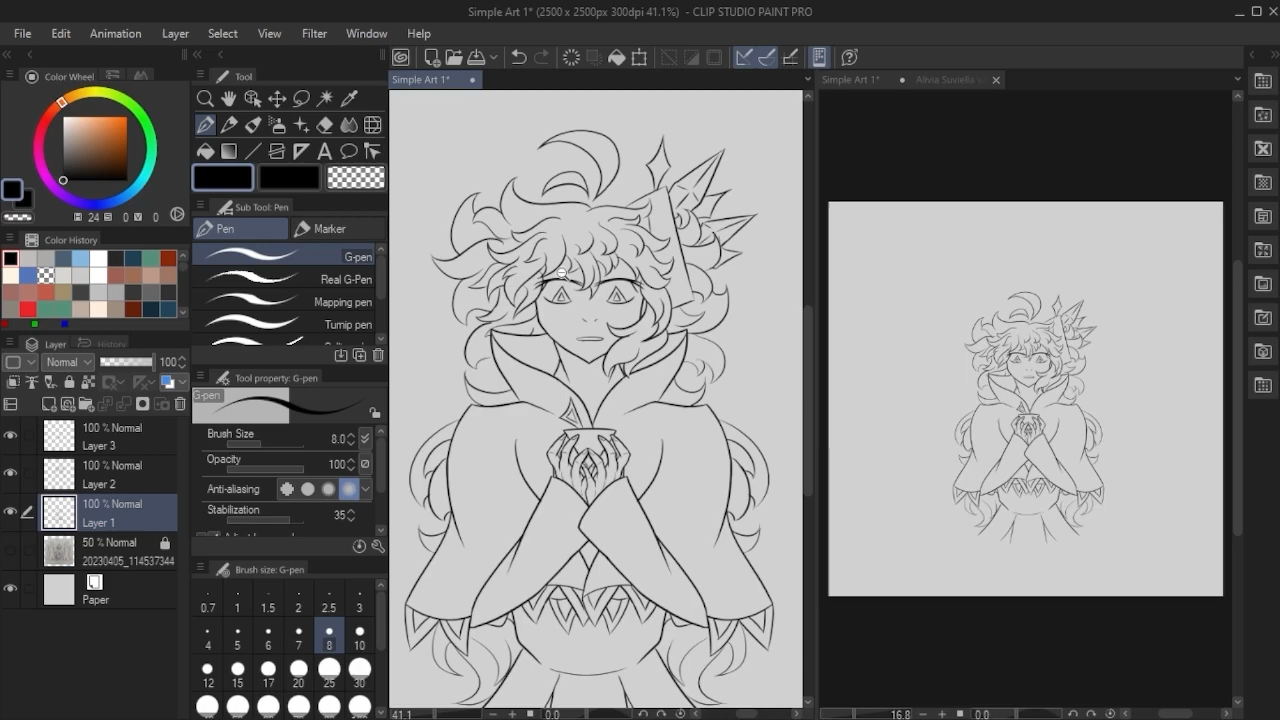 Simple Art 1* (2500 x 2500px 300dpi 41.1%) - CLIP STUDIO PAINT PRO
File Edit Animation Layer Select View Filter Window Help
Color Wheel
Tool
Simple Art 1*
Simple Art 1*
24 0 0
Sub Tool: Pen
Pen Marker
Color History
G-pen
Real G-Pen
Mapping pen
Turnip pen
Layer History
Normal 100
Tool property: G-pen
G-pen
Brush Size 8.0
Opacity 100
Anti-aliasing
Stabilization 35
100 % Normal
Layer 3
100 % Normal
Layer 2
100 % Normal
Layer 1
50 % Normal
20230405_114537344
Paper
Brush size: G-pen
0.7 1 1.5 2 2.5 3
4 5 6 7 8 10
12 15 17 20 25 30
41.1 0.0
16.8 0.0